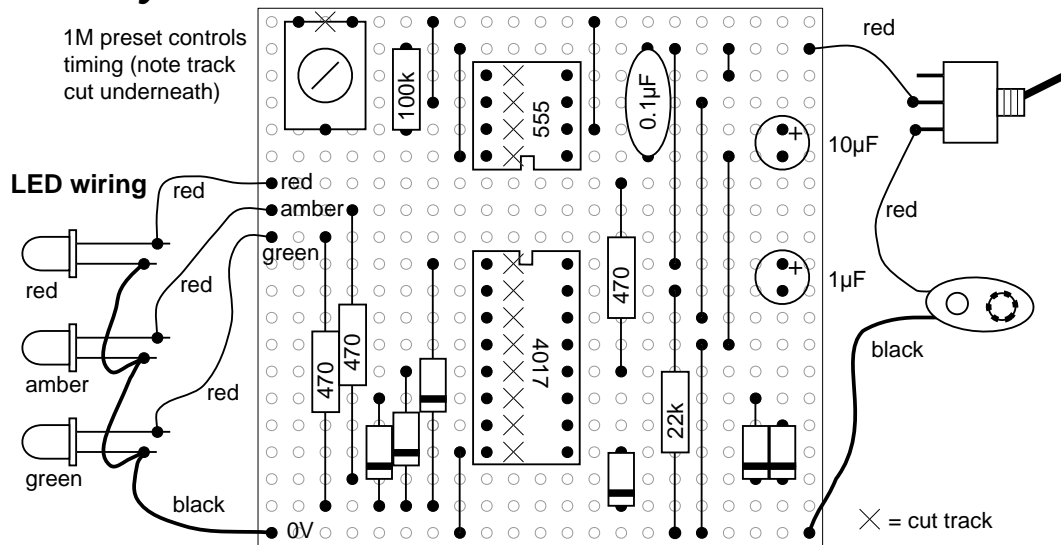 1M preset controls
timing (note track
cut underneath)
LED wiring
red
red
amber
green
red
red
amber
red
green
black
0V
100k
555
0.1µF
10µF
+
red
red
470
470
470
4017
1µF
+
22k
black
= cut track